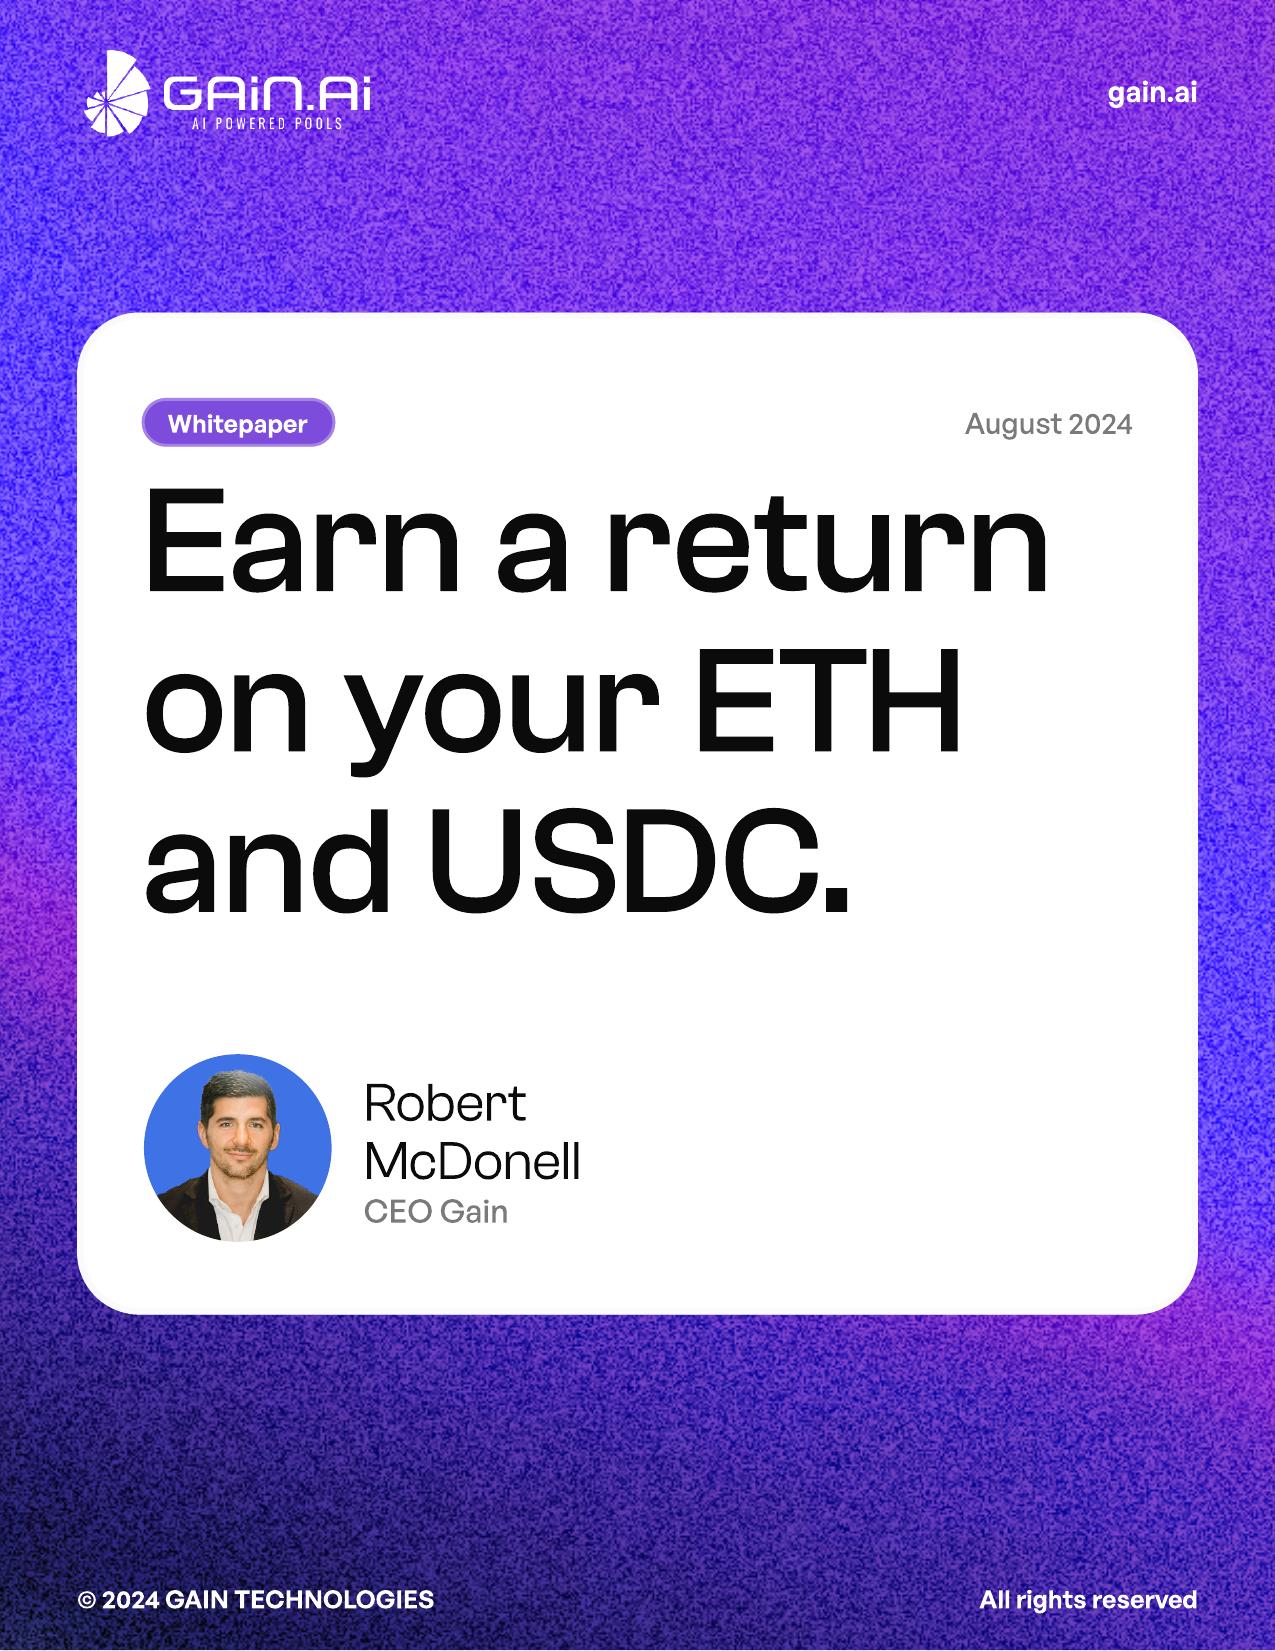 GAiN.Ai
AI POWERED POOLS
gain.ai
Whitepaper
August 2024
Earn a return
on your ETH
and USDC.
Robert
McDonell
CEO Gain
© 2024 GAIN TECHNOLOGIES
All rights reserved